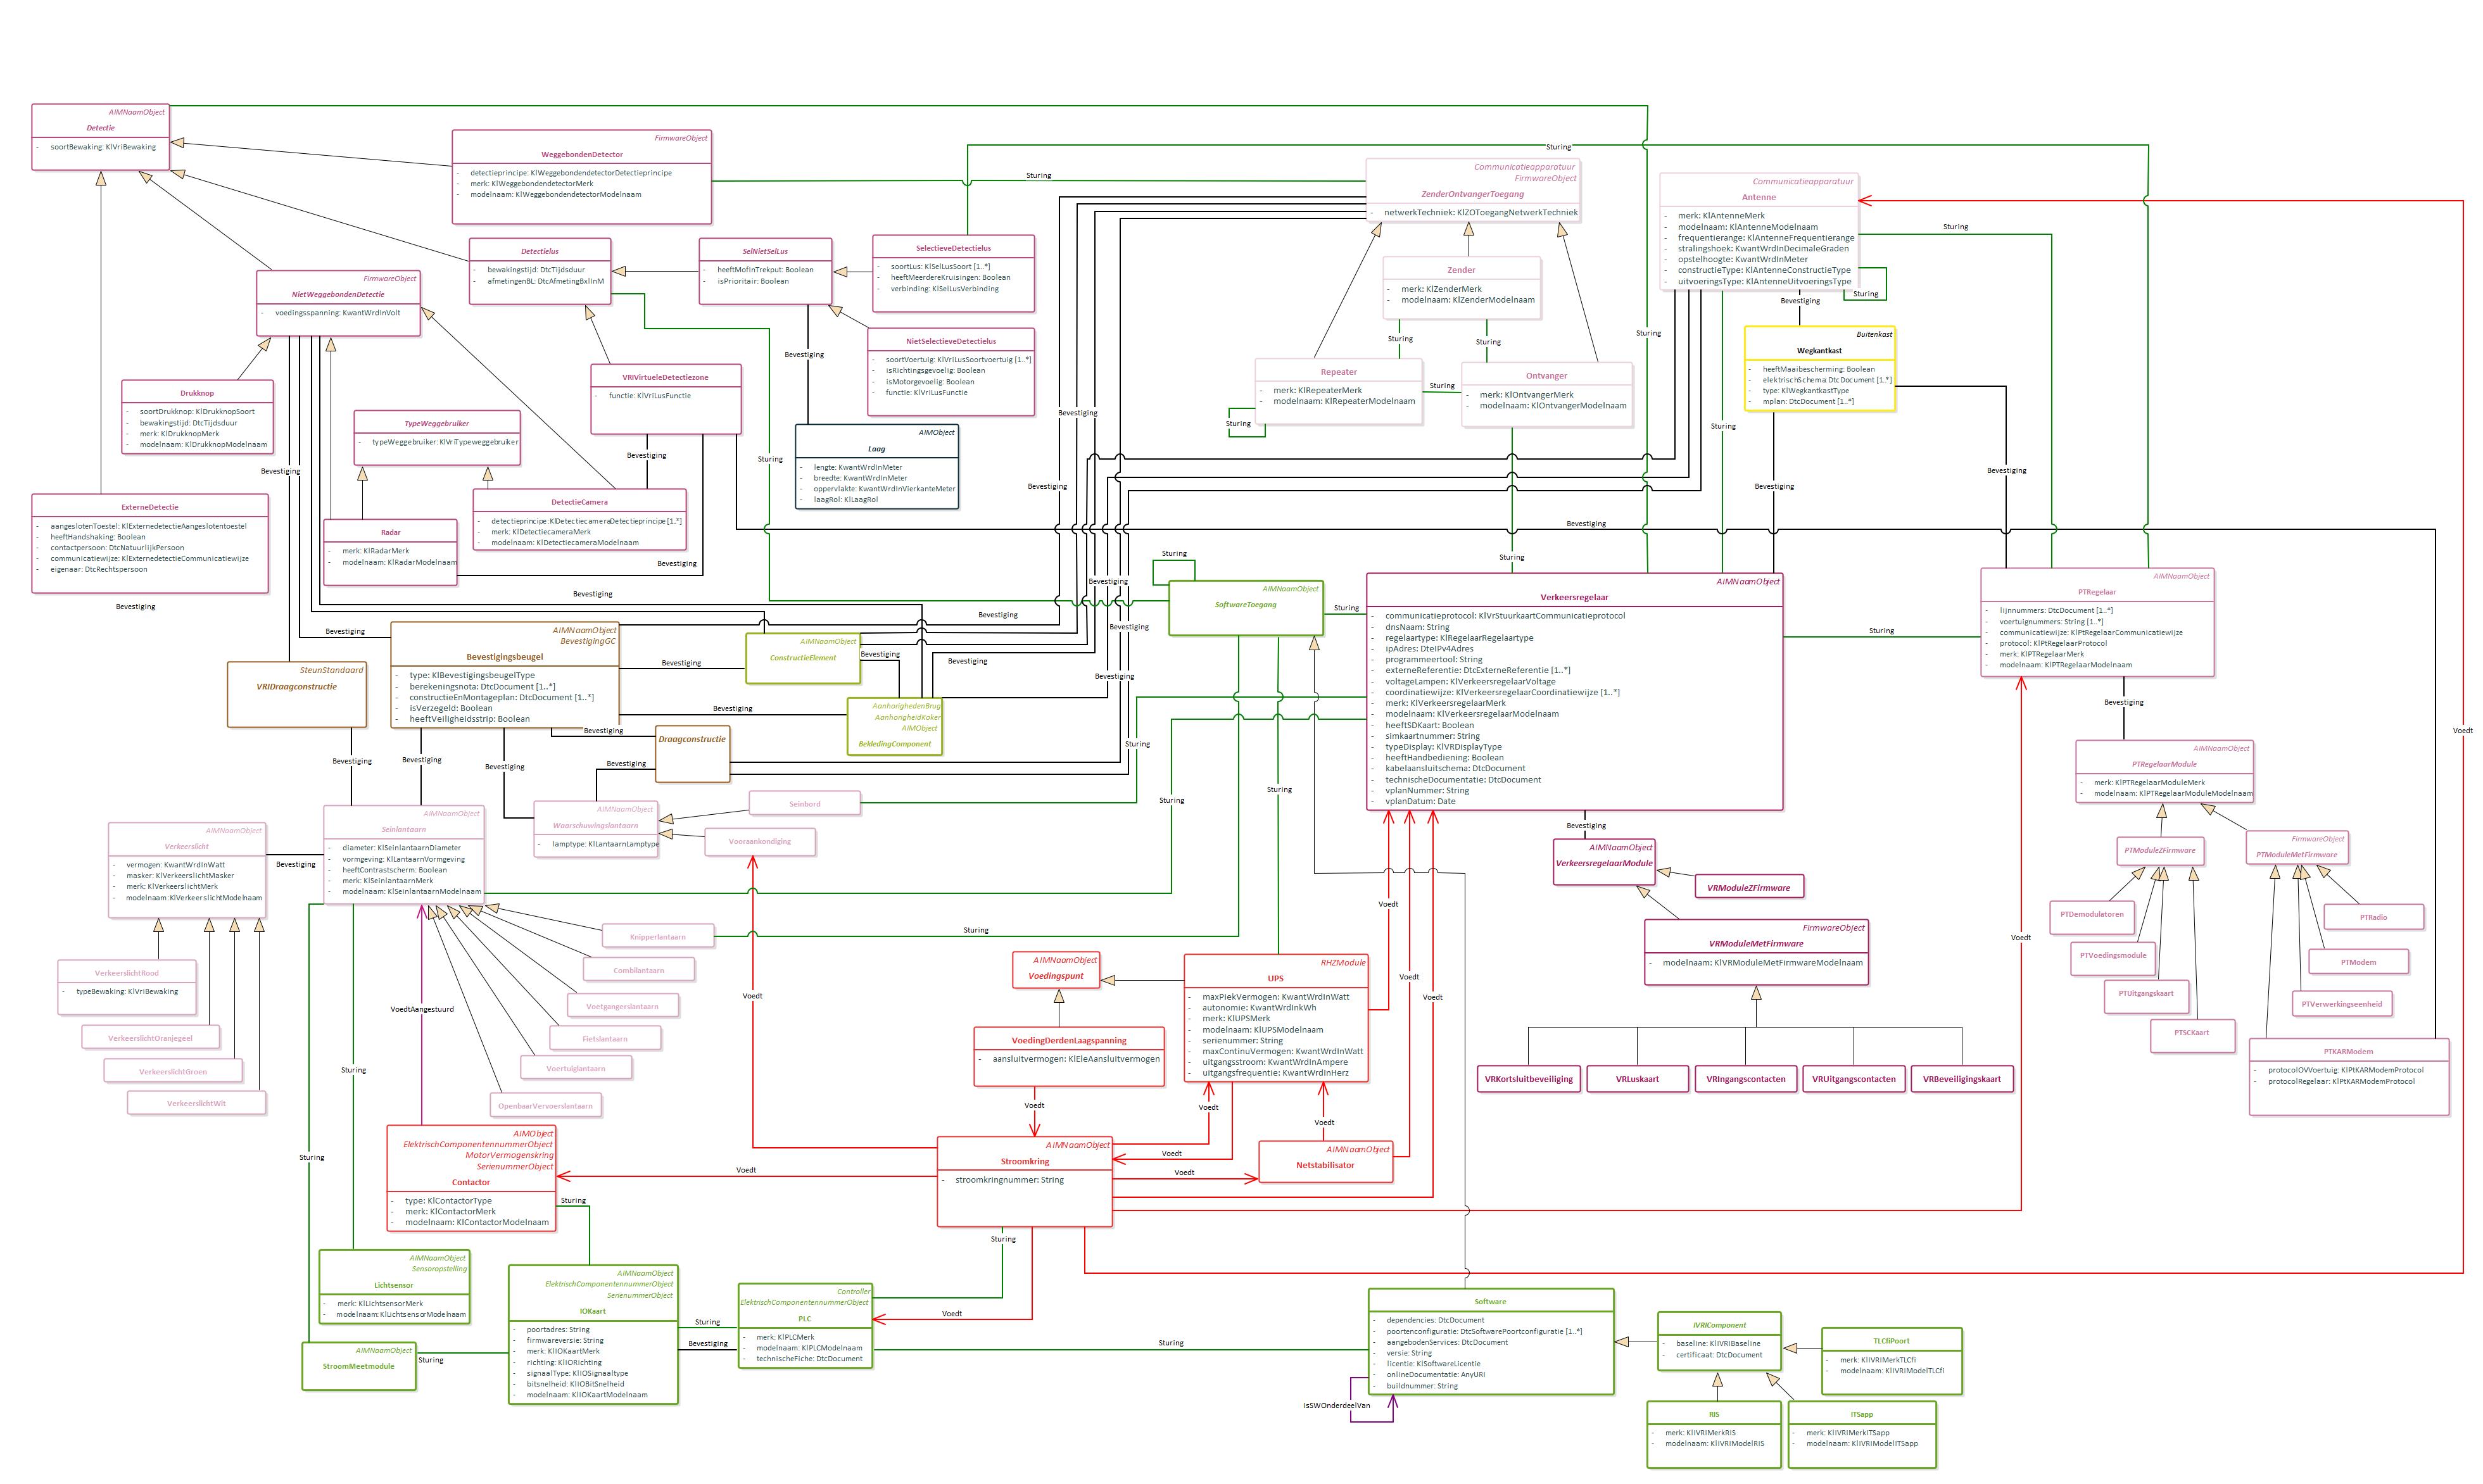 AIMNaamObject
Detectie
- soortBewaking: KlVriBewaking
FirmwareObject
WeggebondenDetector
- detectieprincipe: KlWeggebondendetectorDetectieprincipe
- merk: KlWeggebondendetectorMerk
- modelnaam: KlWeggebondendetectorModelnaam
Sturing
Sturing
Communicatieapparatuur
FirmwareObject
ZenderOntvangerToegang
- netwerkTechniek: KlZOToegangNetwerkTechniek
Communicatieapparatuur
Antenne
- merk: KlAntenneMerk
- modelnaam: KlAntenneModelnaam
- frequentierange: KlAntenneFrequentierange
- stralingshoek: KwantWrdInDecimaleGraden
- opstelhoogte: KwantWrdInMeter
- constructieType: KlAntenneConstructieType
- uitvoeringsType: KlAntenneUitvoeringsType
Sturing
Sturing
Bevestiging
Detectielus
- bewakingstijd: DtcTijdsduur
- afmetingenBL: DtcAfmetingBxlInM
SelNietSelLus
- heeftMofInTrekput: Boolean
- isPrioritair: Boolean
SelectieveDetectielus
- soortLus: KlSelLusSoort [1..*]
- heeftMeerdereKruisingen: Boolean
- verbinding: KlSelLusVerbinding
FirmwareObject
NietWeggebondenDetectie
- voedingsspanning: KwantWrdInVolt
Zender
- merk: KlZenderMerk
- modelnaam: KlZenderModelnaam
Sturing
Sturing
Sturing
NietSelectieveDetectielus
- soortVoertuig: KlVriLusSoortvoertuig [1..*]
- isRichtingsgevoelig: Boolean
- isMotorgevoelig: Boolean
- functie: KlVriLusFunctie
Bevestiging
Buitenkast
Wegkantkast
- heeftMaaibescherming: Boolean
- elektrischSchema: DtcDocument [1..*]
- type: KlWegkantkastType
- mplan: DtcDocument [1..*]
Repeater
- merk: KlRepeaterMerk
- modelnaam: KlRepeaterModelnaam
Sturing
Sturing
Ontvanger
- merk: KlOntvangerMerk
- modelnaam: KlOntvangerModelnaam
VRIVirtueleDetectiezone
- functie: KlVriLusFunctie
Drukknop
- soortDrukknop: KlDrukknopSoort
- bewakingstijd: DtcTijdsduur
- merk: KlDrukknopMerk
- modelnaam: KlDrukknopModelnaam
TypeWeggebruiker
- typeWeggebruiker: KlVriTypeweggebruiker
Bevestiging
Sturing
Sturing
AIMObject
Laag
- lengte: KwantWrdInMeter
- breedte: KwantWrdInMeter
- oppervlakte: KwantWrdInVierkanteMeter
- laagRol: KlLaagRol
Bevestiging
Bevestiging
Bevestiging
Bevestiging
Bevestiging
ExterneDetectie
- aangeslotenToestel: KlExternedetectieAangeslotentoestel
- heeftHandshaking: Boolean
- contactpersoon: DtcNatuurlijkPersoon
- communicatiewijze: KlExternedetectieCommunicatiewijze
- eigenaar: DtcRechtspersoon
DetectieCamera
- detectieprincipe: KlDetectiecameraDetectieprincipe [1..*]
- merk: KlDetectiecameraMerk
- modelnaam: KlDetectiecameraModelnaam
Radar
- merk: KlRadarMerk
- modelnaam: KlRadarModelnaam
Bevestiging
Bevestiging
Sturing
Sturing
Bevestiging
Bevestiging
Bevestiging
AIMNaamObject
SoftwareToegang
Sturing
AIMNaamObject
Verkeersregelaar
- communicatieprotocol: KlVrStuurkaartCommunicatieprotocol
- dnsNaam: String
- regelaartype: KlRegelaarRegelaartype
- ipAdres: DteIPv4Adres
- programmeertool: String
- externeReferentie: DtcExterneReferentie [1..*]
- voltageLampen: KlVerkeersregelaarVoltage
- coordinatiewijze: KlVerkeersregelaarCoordinatiewijze [1..*]
- merk: KlVerkeersregelaarMerk
- modelnaam: KlVerkeersregelaarModelnaam
- heeftSDKaart: Boolean
- simkaartnummer: String
- typeDisplay: KlVRDisplayType
- heeftHandbediening: Boolean
- kabelaansluitschema: DtcDocument
- technischeDocumentatie: DtcDocument
- vplanNummer: String
- vplanDatum: Date
Sturing
AIMNaamObject
PTRegelaar
- lijnnummers: DtcDocument [1..*]
- voertuignummers: String [1..*]
- communicatiewijze: KlPtRegelaarCommunicatiewijze
- protocol: KlPtRegelaarProtocol
- merk: KlPTRegelaarMerk
- modelnaam: KlPTRegelaarModelnaam
Bevestiging
Bevestiging
Bevestiging
AIMNaamObject
BevestigingGC
Bevestigingsbeugel
- type: KlBevestigingsbeugelType
- berekeningsnota: DtcDocument [1..*]
- constructieEnMontageplan: DtcDocument [1..*]
- isVerzegeld: Boolean
- heeftVeiligheidsstrip: Boolean
AIMNaamObject
ConstructieElement
Bevestiging
Bevestiging
Bevestiging
Bevestiging
SteunStandaard
VRIDraagconstructie
Bevestiging
AanhorighedenBrug
AanhorigheidKoker
AIMObject
BekledingComponent
Bevestiging
Draagconstructie
Bevestiging
Bevestiging
Bevestiging
Bevestiging
Bevestiging
Sturing
Sturing
Sturing
Voedt
AIMNaamObject
PTRegelaarModule
- merk: KlPTRegelaarModuleMerk
- modelnaam: KlPTRegelaarModuleModelnaam
AIMNaamObject
Seinlantaarn
- diameter: KlSeinlantaarnDiameter
- vormgeving: KlLantaarnVormgeving
- heeftContrastscherm: Boolean
- merk: KlSeinlantaarnMerk
- modelnaam: KlSeinlantaarnModelnaam
AIMNaamObject
Waarschuwingslantaarn
- lamptype: KlLantaarnLamptype
Seinbord
Vooraankondiging
AIMNaamObject
Verkeerslicht
- vermogen: KwantWrdInWatt
- masker: KlVerkeerslichtMasker
- merk: KlVerkeerslichtMerk
- modelnaam: KlVerkeerslichtModelnaam
Bevestiging
Bevestiging
AIMNaamObject
VerkeersregelaarModule
VRModuleZFirmware
PTModuleZFirmware
FirmwareObject
PTModuleMetFirmware
Voedt
PTDemodulatoren
PTRadio
PTVoedingsmodule
PTModem
PTUitgangskaart
PTVerwerkingseenheid
PTSCKaart
FirmwareObject
VRModuleMetFirmware
- modelnaam: KlVRModuleMetFirmwareModelnaam
Knipperlantaarn
Sturing
Voedt
Combilantaarn
Voetgangerslantaarn
Fietslantaarn
Voertuiglantaarn
OpenbaarVervoerslantaarn
VerkeerslichtRood
- typeBewaking: KlVriBewaking
VerkeerslichtOranjegeel
VerkeerslichtGroen
VerkeerslichtWit
VoedtAangestuurd
Sturing
Voedt
AIMNaamObject
Voedingspunt
RHZModule
UPS
- maxPiekVermogen: KwantWrdInWatt
- autonomie: KwantWrdInkWh
- merk: KlUPSMerk
- modelnaam: KlUPSModelnaam
- serienummer: String
- maxContinuVermogen: KwantWrdInWatt
- uitgangsstroom: KwantWrdInAmpere
- uitgangsfrequentie: KwantWrdInHerz
Voedt
Voedt
VoedingDerdenLaagspanning
- aansluitvermogen: KlEleAansluitvermogen
VRKortsluitbeveiliging
VRLuskaart
VRIngangscontacten
VRUitgangscontacten
VRBeveiligingskaart
PTKARModem
- protocolOVVoertuig: KlPtKARModemProtocol
- protocolRegelaar: KlPtKARModemProtocol
Voedt
Voedt
Voedt
AIMObject
ElektrischComponentennummerObject
MotorVermogenskring
SerienummerObject
Contactor
- type: KlContactorType
- merk: KlContactorMerk
- modelnaam: KlContactorModelnaam
Sturing
Voedt
AIMNaamObject
Stroomkring
- stroomkringnummer: String
Voedt
Voedt
AIMNaamObject
Netstabilisator
Sturing
Sturing
AIMNaamObject
Sensoropstelling
Lichtsensor
- merk: KlLichtsensorMerk
- modelnaam: KlLichtsensorModelnaam
AIMNaamObject
StroomMeetmodule
Sturing
AIMNaamObject
ElektrischComponentennummerObject
SerienummerObject
IOKaart
- poortadres: String
- firmwareversie: String
- merk: KlIOKaartMerk
- richting: KlIORichting
- signaalType: KlIOSignaaltype
- bitsnelheid: KlIOBitSnelheid
- modelnaam: KlIOKaartModelnaam
Sturing
Bevestiging
Controller
ElektrischComponentennummerObject
PLC
- merk: KlPLCMerk
- modelnaam: KlPLCModelnaam
- technischeFiche: DtcDocument
Voedt
Sturing
Software
- dependencies: DtcDocument
- poortenconfiguratie: DtcSoftwarePoortconfiguratie [1..*]
- aangebodenServices: DtcDocument
- versie: String
- licentie: KlSoftwareLicentie
- onlineDocumentatie: AnyURI
- buildnummer: String
IsSWOnderdeelVan
IVRIComponent
- baseline: KlIVRIBaseline
- certificaat: DtcDocument
TLCfiPoort
- merk: KlIVRIMerkTLCfi
- modelnaam: KlIVRIModelTLCfi
RIS
- merk: KlIVRIMerkRIS
- modelnaam: KlIVRIModelRIS
ITSapp
- merk: KlIVRIMerkITSapp
- modelnaam: KlIVRIModelITSapp